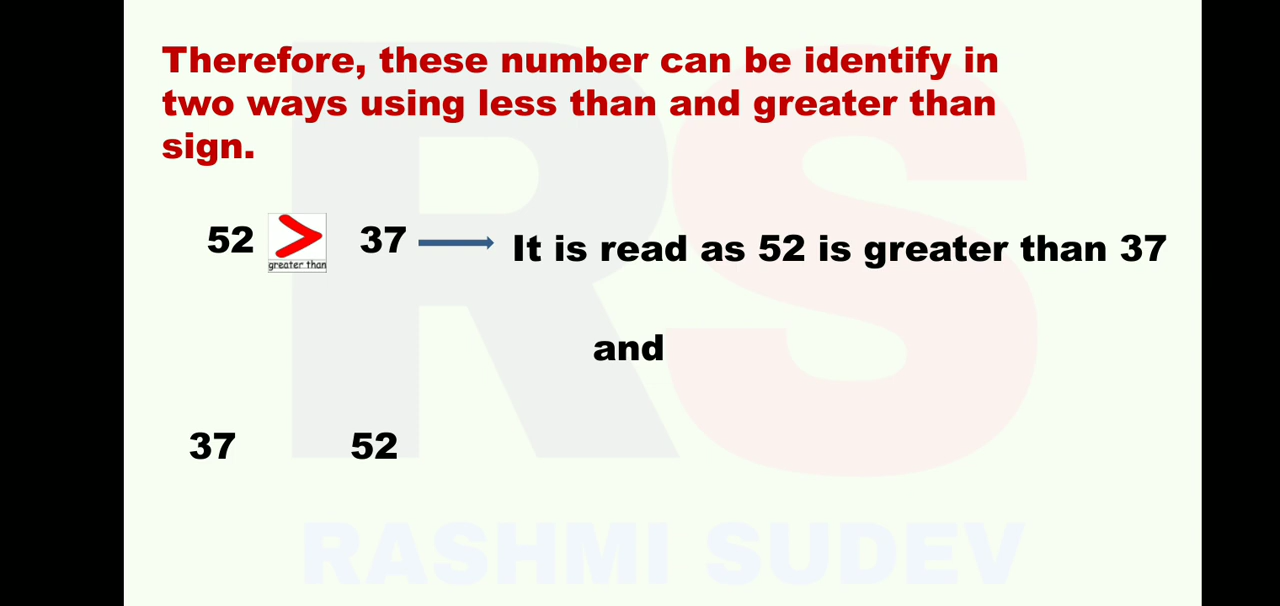 Therefore, these number can be identify in
two ways using less than and greater than
sign.
52 > 37 It is read as 52 is greater than 37
greater than
and
37 52
RS
RASHMI SUDEV